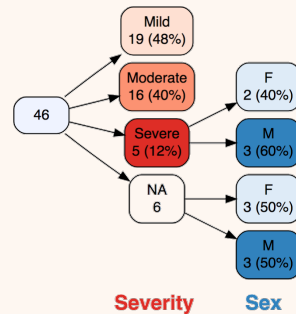 Mild
19 (48%)
Moderate
16 (40%)
F
2 (40%)
46
Severe
5 (12%)
M
3 (60%)
NA
6
F
3 (50%)
M
3 (50%)
Severity
Sex